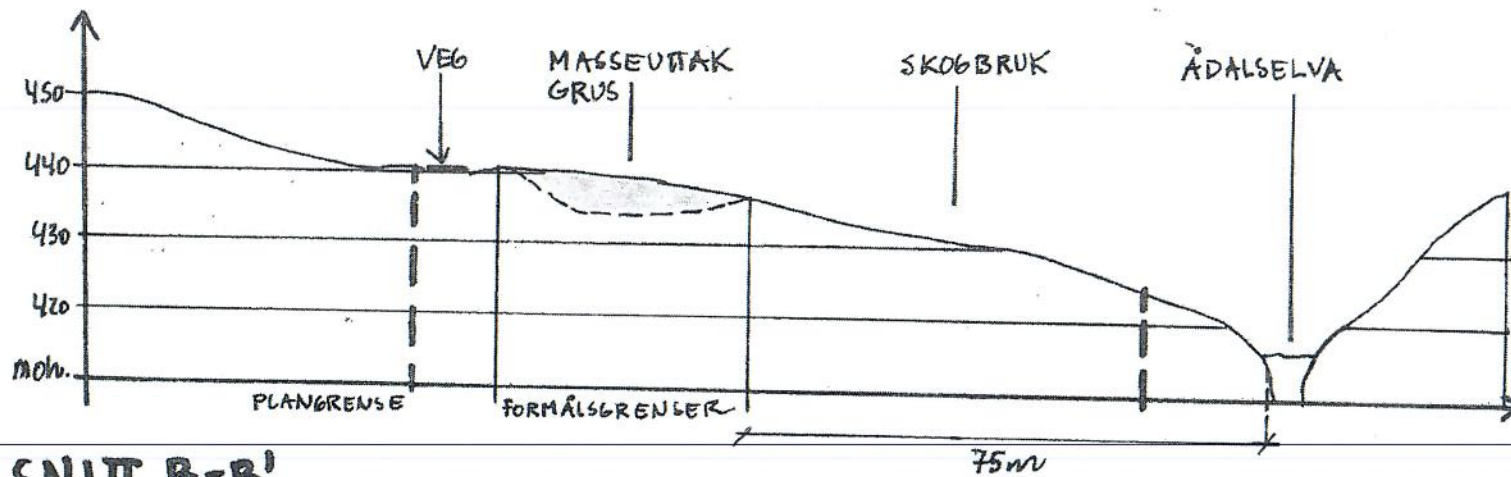 VEG
MASSEUTTAK
GRUS
SKOGBRUK
ÅDALSELVA
450
440
430
420
moh.
PLANGRENSE
FORMÅLSGRENSER
75m
SNITT B-B'